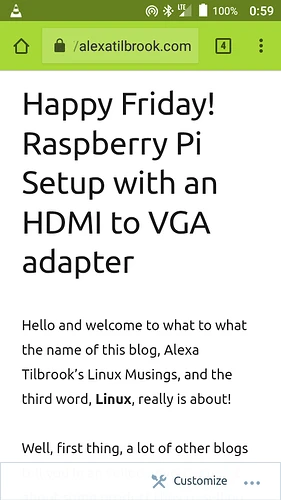 LTE 100% 0:59
/alexatilbrook.com 4
Happy Friday!
Raspberry Pi
Setup with an
HDMI to VGA
adapter
Hello and welcome to what to what
the name of this blog, Alexa
Tilbrook’s Linux Musings, and the
third word, Linux, really is about!
Well, first thing, a lot of other blogs
Customize